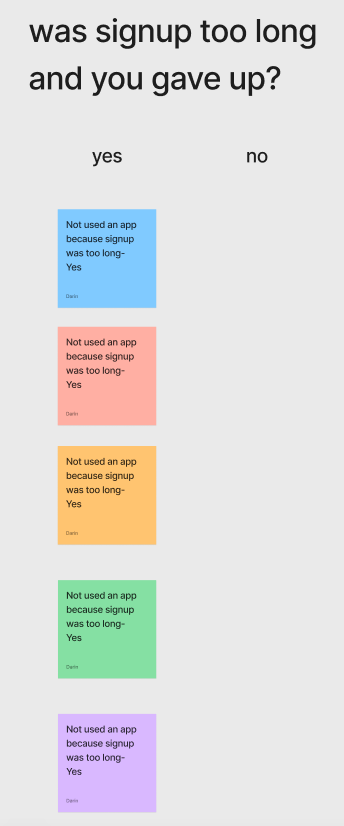 was signup too long
and you gave up?
yes
no
Not used an app
because signup
was too long-
Yes
Darin
Not used an app
because signup
was too long-
Yes
Darin
Not used an app
because signup
was too long-
Yes
Darin
Not used an app
because signup
was too long-
Yes
Darin
Not used an app
because signup
was too long-
Yes
Darin